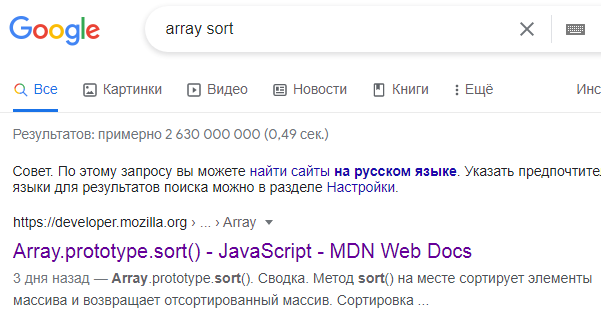 Google
array sort
Все Картинки Видео Новости Книги Ещё Инс
Результатов: примерно 2 630 000 000 (0,49 сек.)
Совет. По этому запросу вы можете найти сайты на русском языке. Указать предпочтител
языки для результатов поиска можно в разделе Настройки.
https://developer.mozilla.org › ... › Array
Array.prototype.sort() - JavaScript - MDN Web Docs
3 дня назад — Array.prototype.sort(). Сводка. Метод sort() на месте сортирует элементы
массива и возвращает отсортированный массив. Сортировка ...